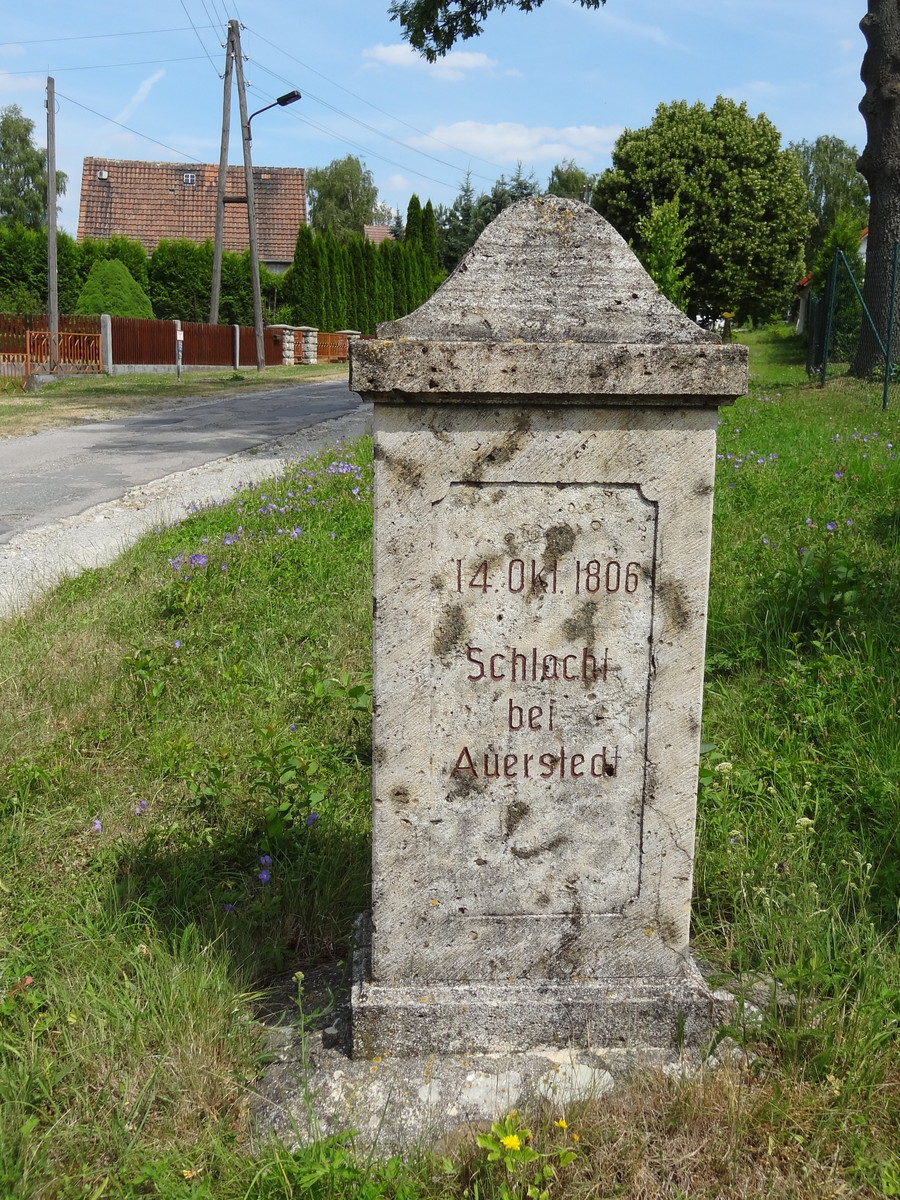 14. Okt. 1806
Schlacht
bei
Auerstedt